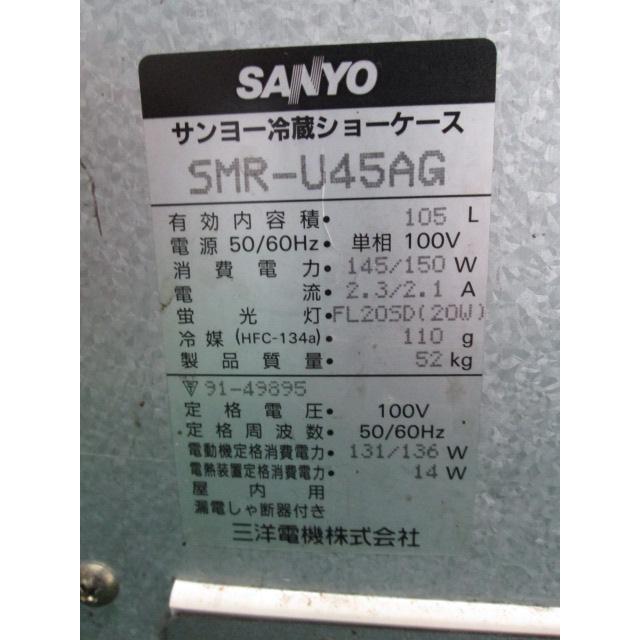 SANYO
サンヨー冷蔵ショーケース
SMR-U45AG
有効内容積• 105 L
電源 50/60Hz• 単相 100V
消費電力• 145/150 W
電流• 2.3/2.1 A
蛍光灯• FL20SD(20W)
冷媒(HFC-134a)• 110 g
製品質量• 52 kg
91-49895
定格電圧• 100V
定格周波数• 50/60Hz
電動機定格消費電力• 131/136 W
電熱装置定格消費電力• 14 W
屋内用
漏電しゃ断器付き
三洋電機株式会社